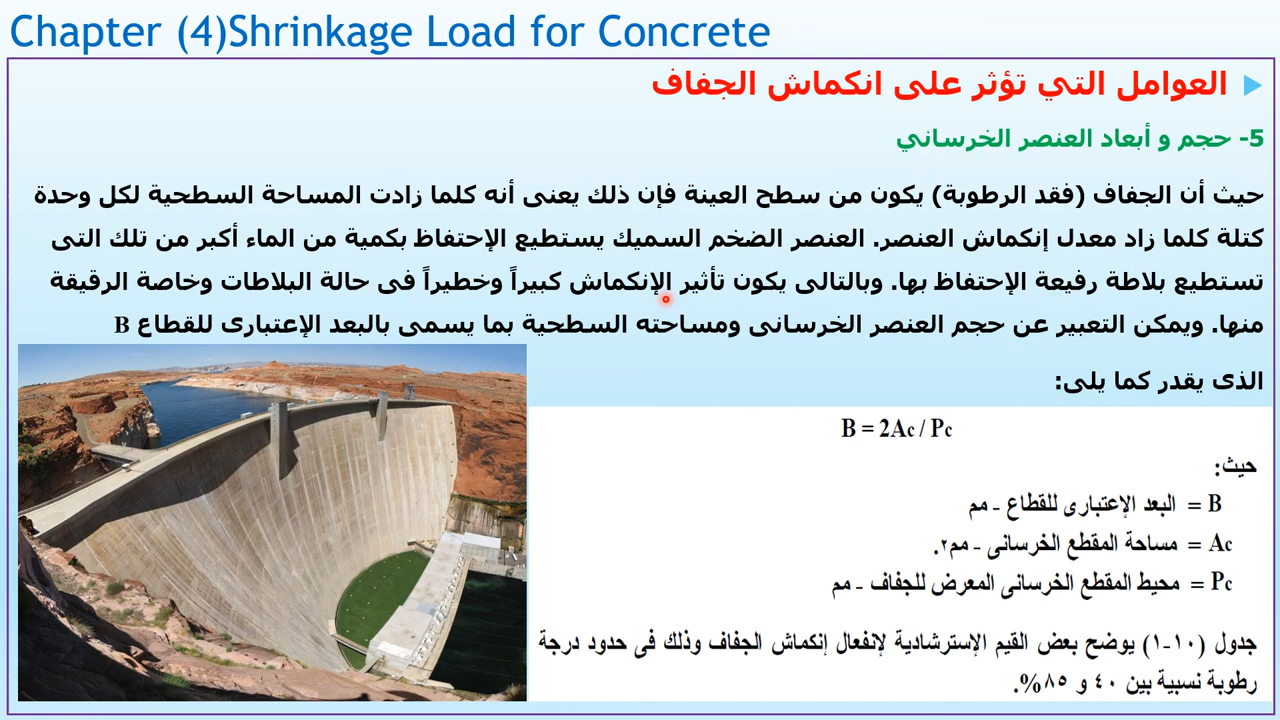 Chapter (4)Shrinkage Load for Concrete
العوامل التي تؤثر على انكماش الجفاف
5- حجم و أبعاد العنصر الخرساني
حيث أن الجفاف (فقد الرطوبة) يكون من سطح العينة فإن ذلك يعنى أنه كلما زادت المساحة السطحية لكل وحدة
كتلة كلما زاد معدل إنكماش العنصر. العنصر الضخم السميك يستطيع الإحتفاظ بكمية من الماء أكبر من تلك التى
تستطيع بلاطة رفيعة الإحتفاظ بها. وبالتالى يكون تأثير الإنكماش كبيراً وخطيراً فى حالة البلاطات وخاصة الرقيقة
منها. ويمكن التعبير عن حجم العنصر الخرسانى ومساحته السطحية بما يسمى بالبعد الإعتبارى للقطاع B
الذى يقدر كما يلى:
B = 2Ac / Pc
حيث:
B = البعد الإعتبارى للقطاع - مم
Ac = مساحة المقطع الخرسانى - مم٢.
Pc = محيط المقطع الخرسانى المعرض للجفاف - مم
جدول (١٠-١) يوضح بعض القيم الإسترشادية لإنفعال إنكماش الجفاف وذلك فى حدود درجة
رطوبة نسبية بين ٤٠ و ٨٥%.